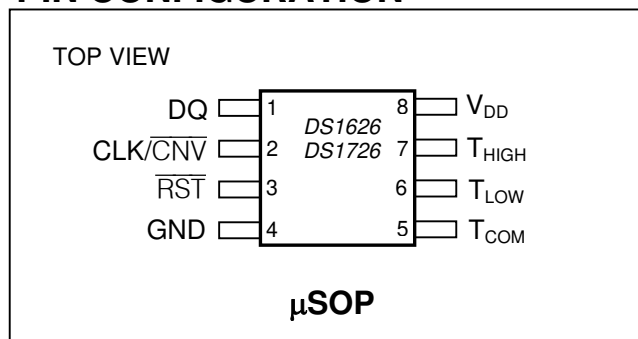 PIN CONFIGURATION
TOP VIEW
DQ 1 8 VDD
DS1626
CLK/CNV 2 DS1726 7 THIGH
RST 3 6 TLOW
GND 4 5 TCOM
µSOP